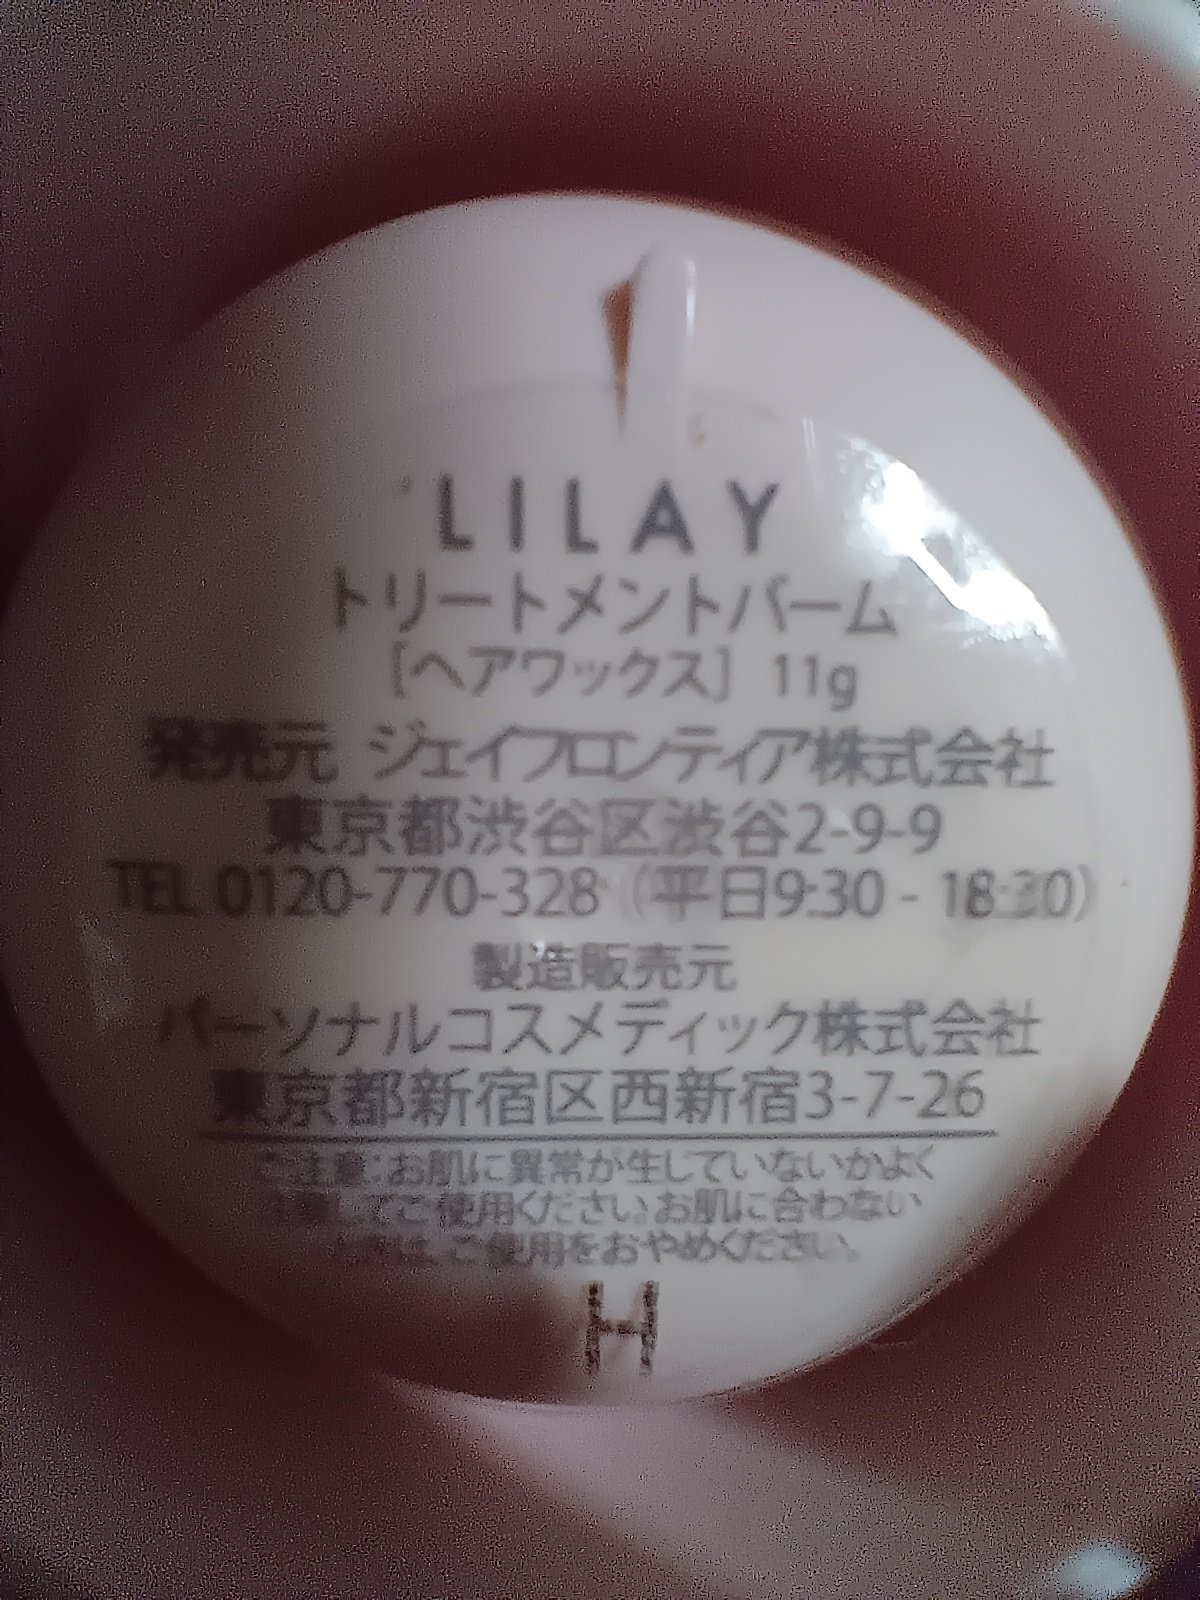 LILAY
トリートメントバーム
[ヘアワックス] 11g
発売元 ジェイフロンティア株式会社
東京都渋谷区渋谷2-9-9
TEL 0120-770-328 (平日9:30 - 18:30)
製造販売元
パーソナルコスメディック株式会社
東京都新宿区西新宿3-7-26
ご注意:お肌に異常が生じていないかよく
注意してご使用ください。お肌に合わない
ご使用をおやめください。
H